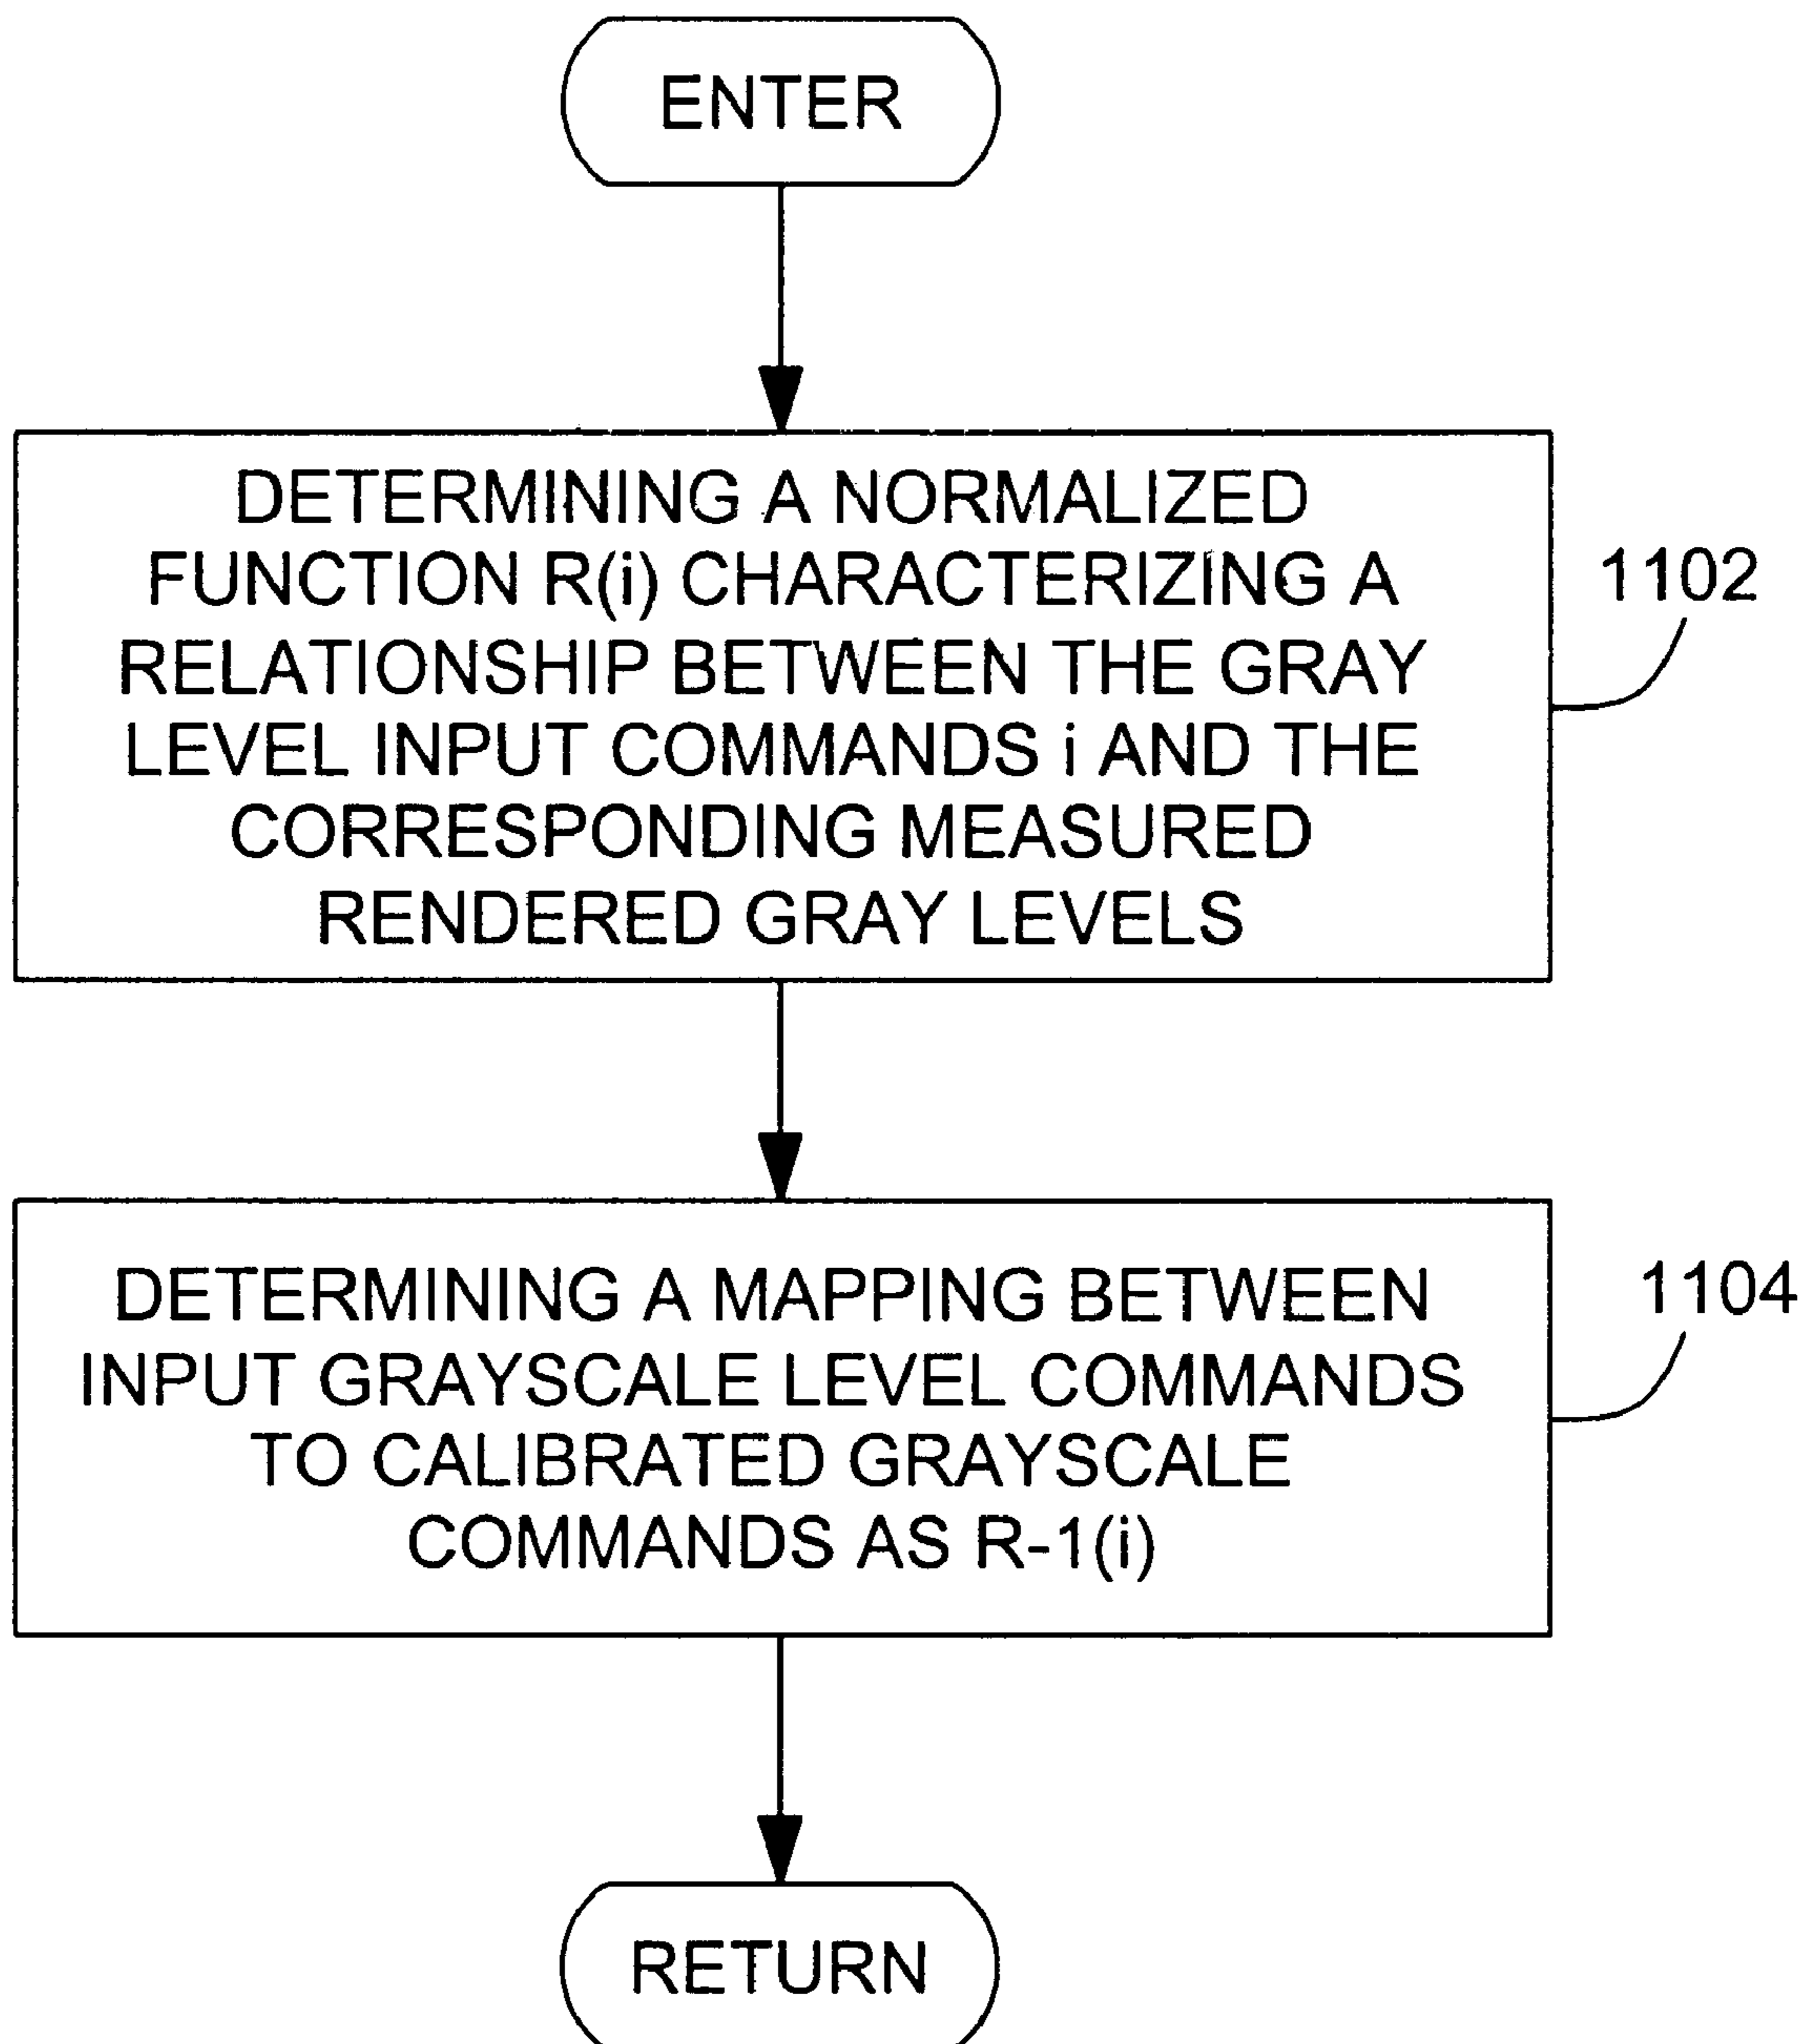 ENTER
DETERMINING A NORMALIZED
FUNCTION R(i) CHARACTERIZING A
RELATIONSHIP BETWEEN THE GRAY
LEVEL INPUT COMMANDS i AND THE
CORRESPONDING MEASURED
RENDERED GRAY LEVELS
1102
DETERMINING A MAPPING BETWEEN
INPUT GRAYSCALE LEVEL COMMANDS
TO CALIBRATED GRAYSCALE
COMMANDS AS R-1(i)
1104
RETURN